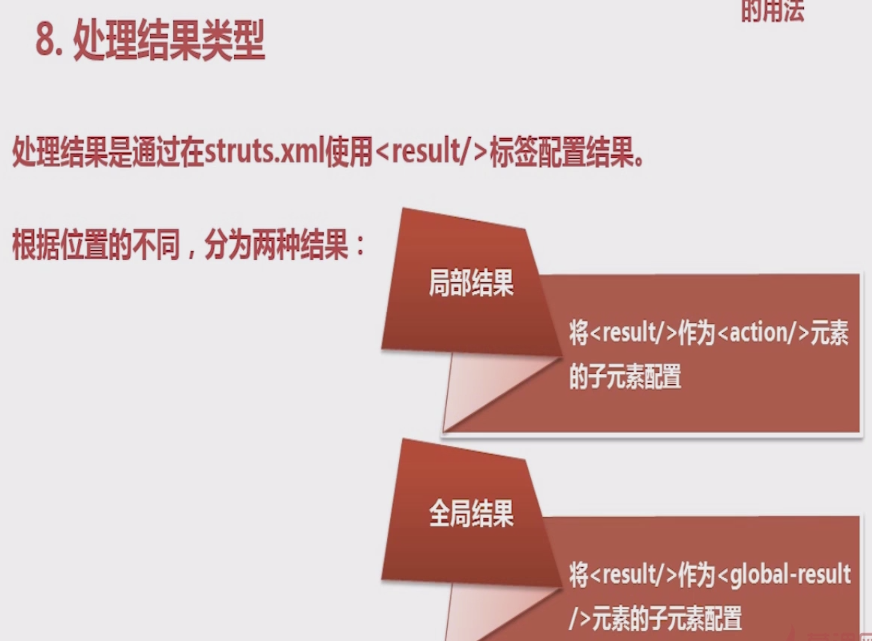 的用法
8. 处理结果类型
处理结果是通过在struts.xml使用<result/>标签配置结果。
根据位置的不同，分为两种结果：
局部结果
将<result/>作为<action/>元素
的子元素配置
全局结果
将<result/>作为<global-result
/>元素的子元素配置